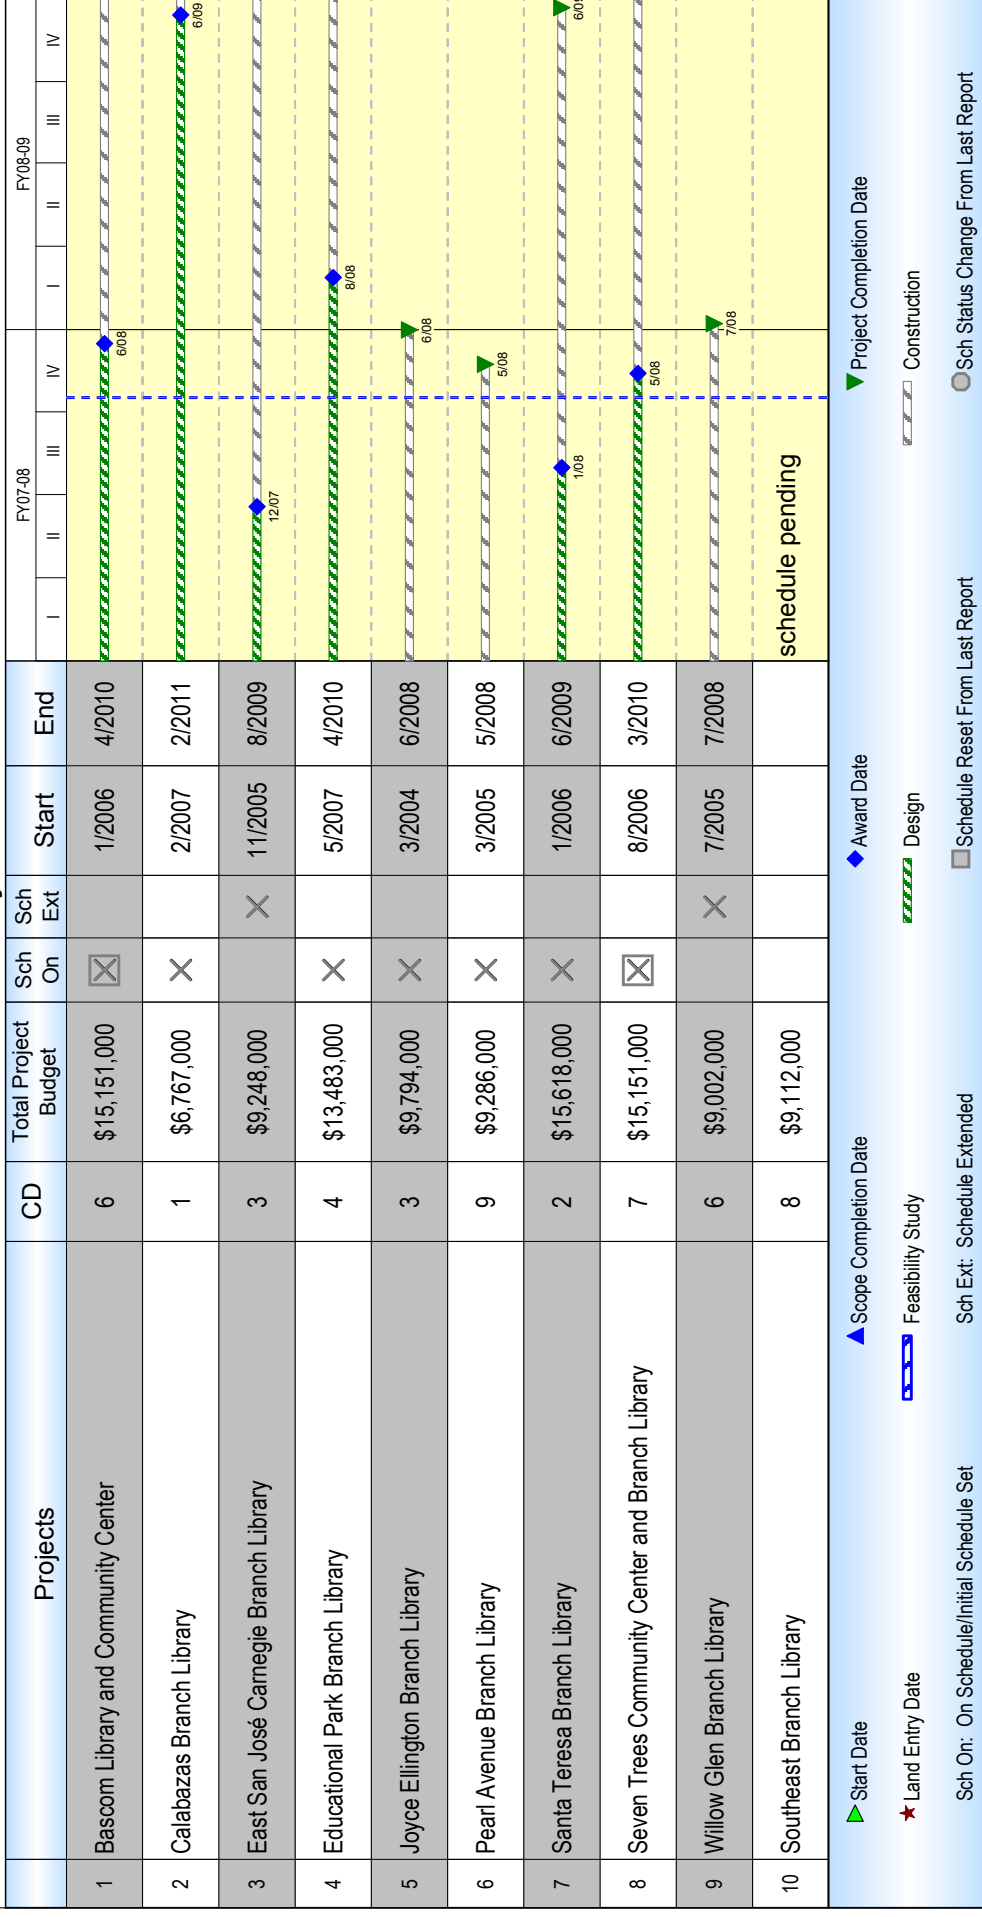 Projects CD Total Project Budget Sch On Sch Ext Start End FY07-08 FY08-09
I II III IV I II III IV
1 Bascom Library and Community Center 6 $15,151,000 1/2006 4/2010 6/08
2 Calabazas Branch Library 1 $6,767,000 2/2007 2/2011 6/09
3 East San José Carnegie Branch Library 3 $9,248,000 11/2005 8/2009 12/07
4 Educational Park Branch Library 4 $13,483,000 5/2007 4/2010 8/08
5 Joyce Ellington Branch Library 3 $9,794,000 3/2004 6/2008 6/08
6 Pearl Avenue Branch Library 9 $9,286,000 3/2005 5/2008 5/08
7 Santa Teresa Branch Library 2 $15,618,000 1/2006 6/2009 1/08 6/09
8 Seven Trees Community Center and Branch Library 7 $15,151,000 8/2006 3/2010 5/08
9 Willow Glen Branch Library 6 $9,002,000 7/2005 7/2008 7/08
10 Southeast Branch Library 8 $9,112,000 schedule pending
Start Date Scope Completion Date Award Date Project Completion Date
Land Entry Date Feasibility Study Design Construction
Sch On: On Schedule/Initial Schedule Set Sch Ext: Schedule Extended Schedule Reset From Last Report Sch Status Change From Last Report